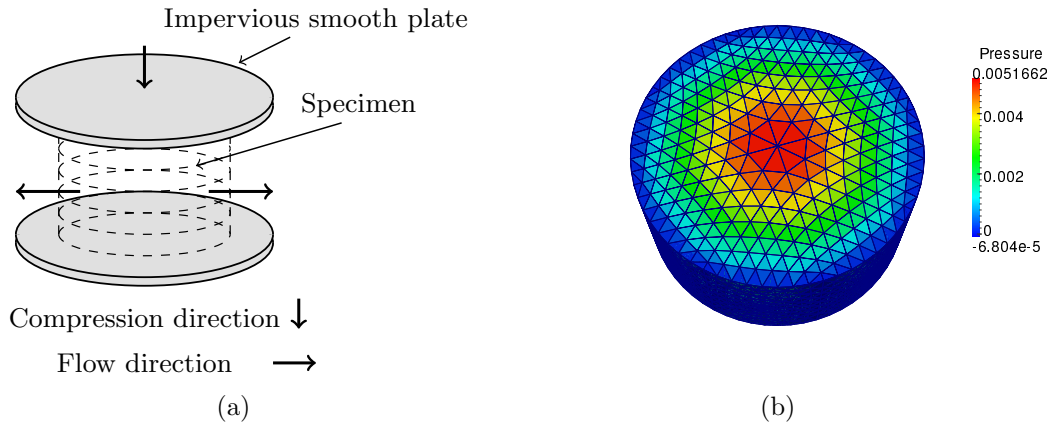 Impervious smooth plate
Specimen
Compression direction
Flow direction
(a)
Pressure
0.0051662
0.004
0.002
0
-6.804e-5
(b)